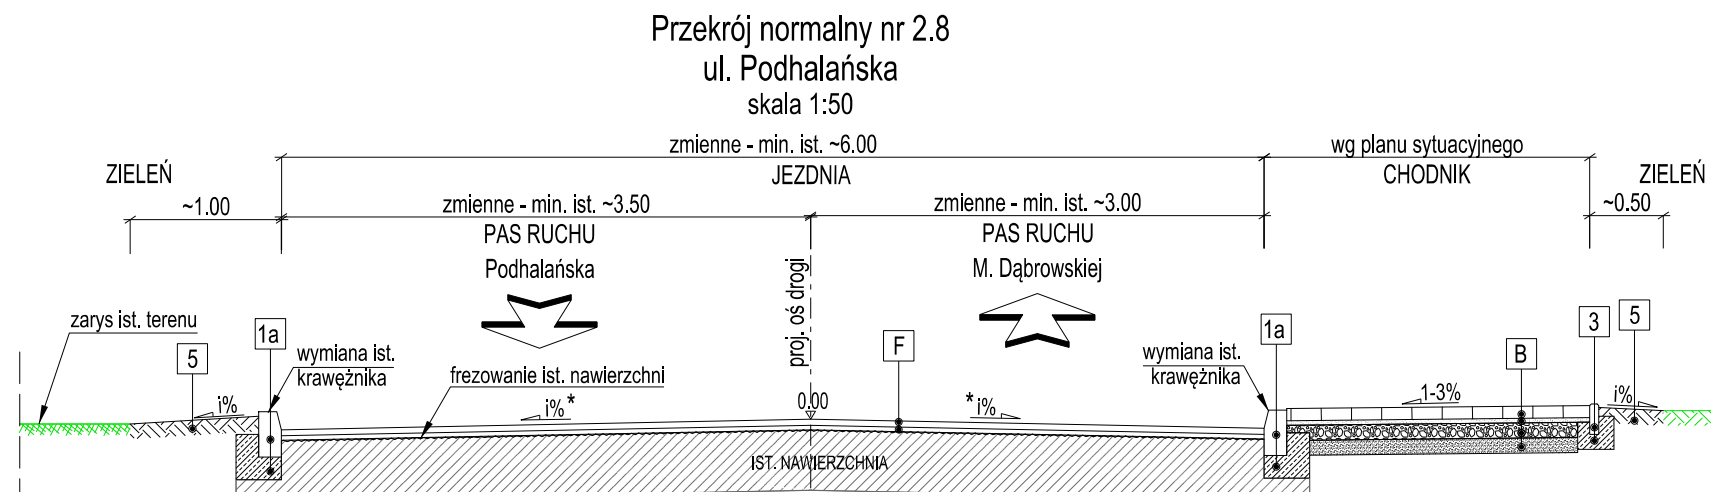 Przekrój normalny nr 2.8
ul. Podhalańska
skala 1:50
zmienne - min. ist. ~6.00
wg planu sytuacyjnego
ZIELEŃ
JEZDNIA
CHODNIK
ZIELEŃ
~1.00
zmienne - min. ist. ~3.50
zmienne - min. ist. ~3.00
~0.50
PAS RUCHU
PAS RUCHU
Podhalańska
M. Dąbrowskiej
proj. oś drogi
zarys ist. terenu
5
1a
wymiana ist.
krawężnika
frezowanie ist. nawierzchni
F
wymiana ist.
krawężnika
1a
B
3
5
i%
i% *
0.00
* i%
1-3%
i%
IST. NAWIERZCHNIA